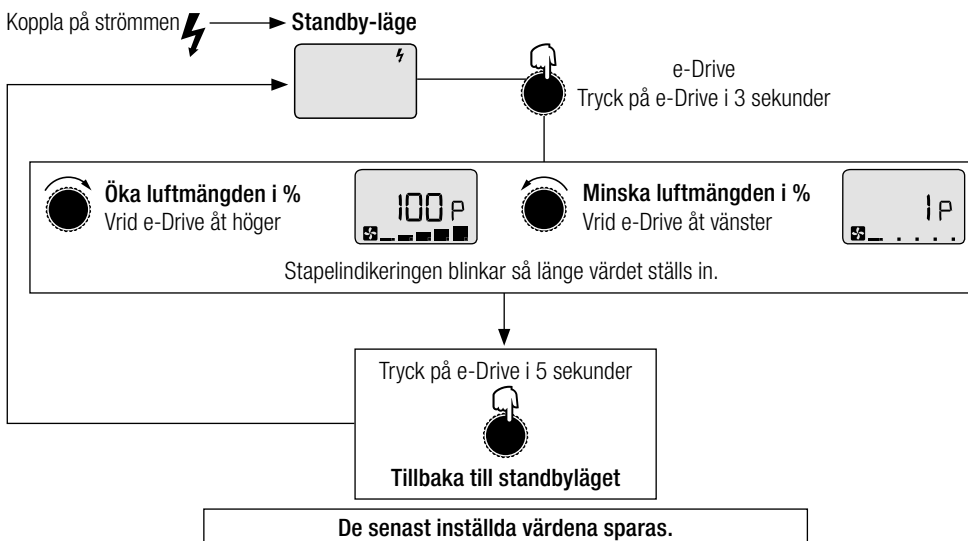 Koppla på strömmen
Standby-läge
e-Drive
Tryck på e-Drive i 3 sekunder
Öka luftmängden i %
Vrid e-Drive åt höger
100 P
Minska luftmängden i %
Vrid e-Drive åt vänster
1 P
Stapelindikeringen blinkar så länge värdet ställs in.
Tryck på e-Drive i 5 sekunder
Tillbaka till standbyläget
De senast inställda värdena sparas.